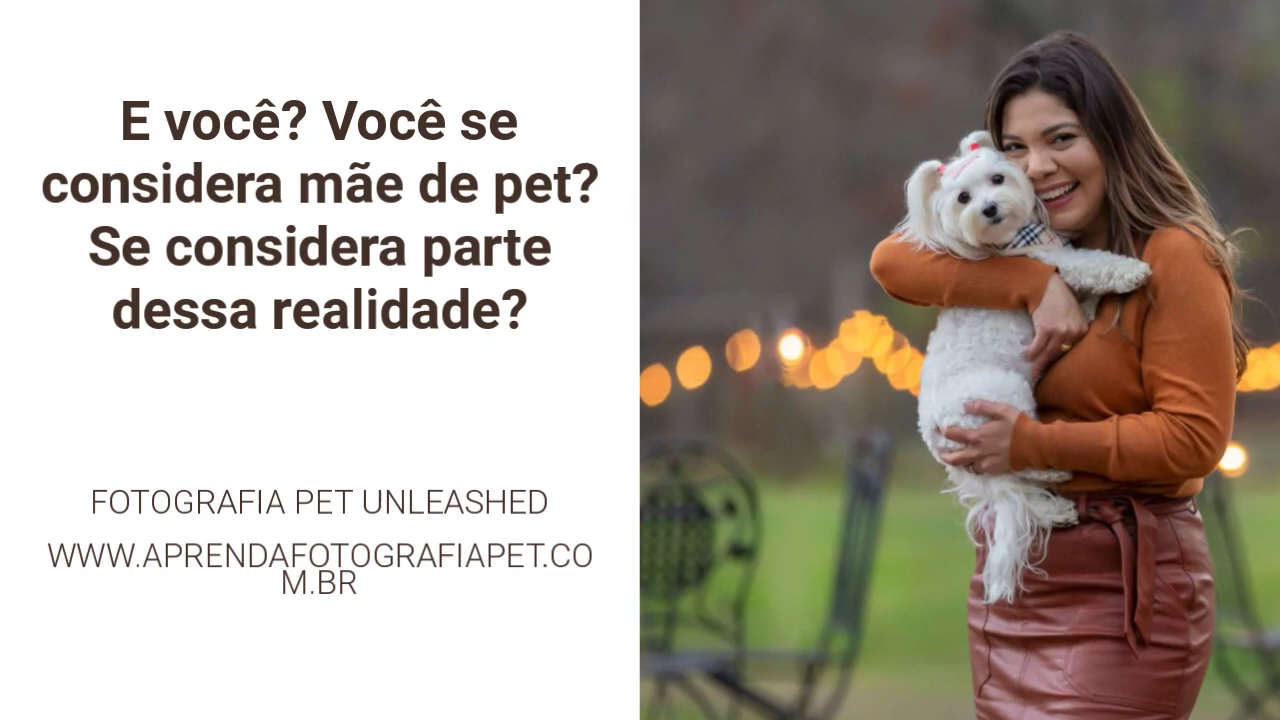 E você? Você se
considera mãe de pet?
Se considera parte
dessa realidade?
FOTOGRAFIA PET UNLEASHED
WWW.APRENDAFOTOGRAFIAPET.CO
M.BR